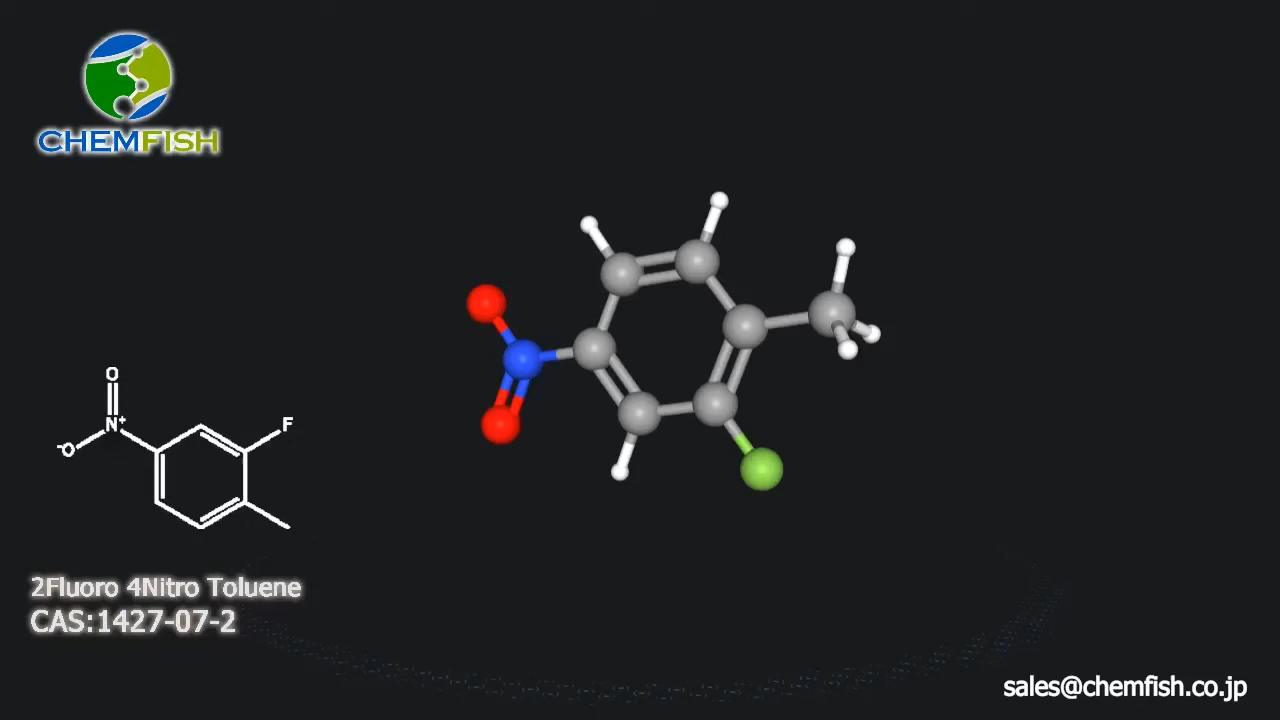 CHEMFISH
O
N+
-O
F
2Fluoro 4Nitro Toluene
CAS:1427-07-2
sales@chemfish.co.jp